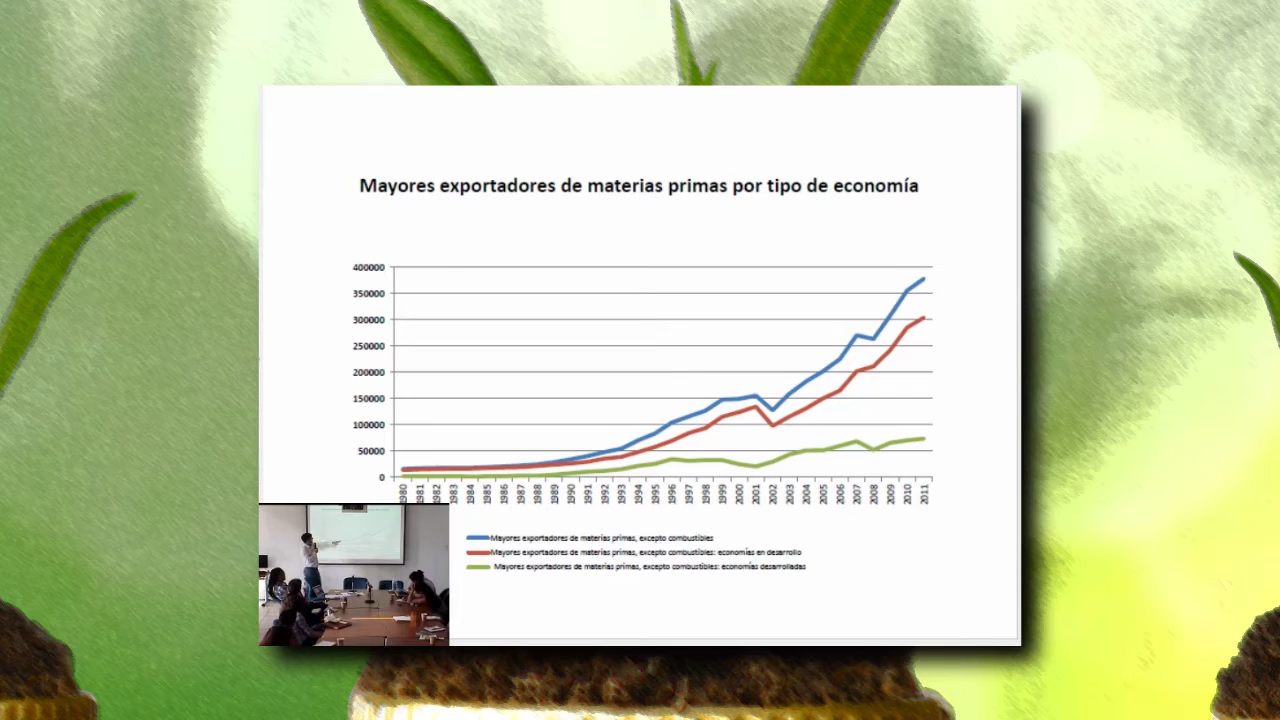 Mayores exportadores de materias primas por tipo de economía
400000
350000
300000
250000
200000
150000
100000
50000
0
1980 1981 1982 1983 1984 1985 1986 1987 1988 1989 1990 1991 1992 1993 1994 1995 1996 1997 1998 1999 2000 2001 2002 2003 2004 2005 2006 2007 2008 2009 2010 2011
Mayores exportadores de materias primas, excepto combustibles
Mayores exportadores de materias primas, excepto combustibles: economías en desarrollo
Mayores exportadores de materias primas, excepto combustibles: economías desarrolladas